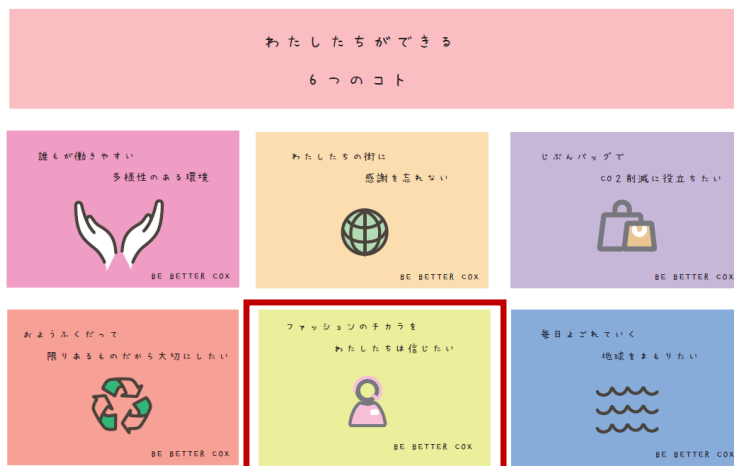 わたしたちができる
6つのコト
誰もが働きやすい
多様性のある環境
BE BETTER COX
わたしたちの街に
感謝を忘れない
BE BETTER COX
じぶんバッグで
CO2削減に役立ちたい
BE BETTER COX
おようふくだって
限りあるものだから大切にしたい
BE BETTER COX
ファッションのチカラを
わたしたちは信じたい
BE BETTER COX
毎日よごれていく
地球をまもりたい
BE BETTER COX